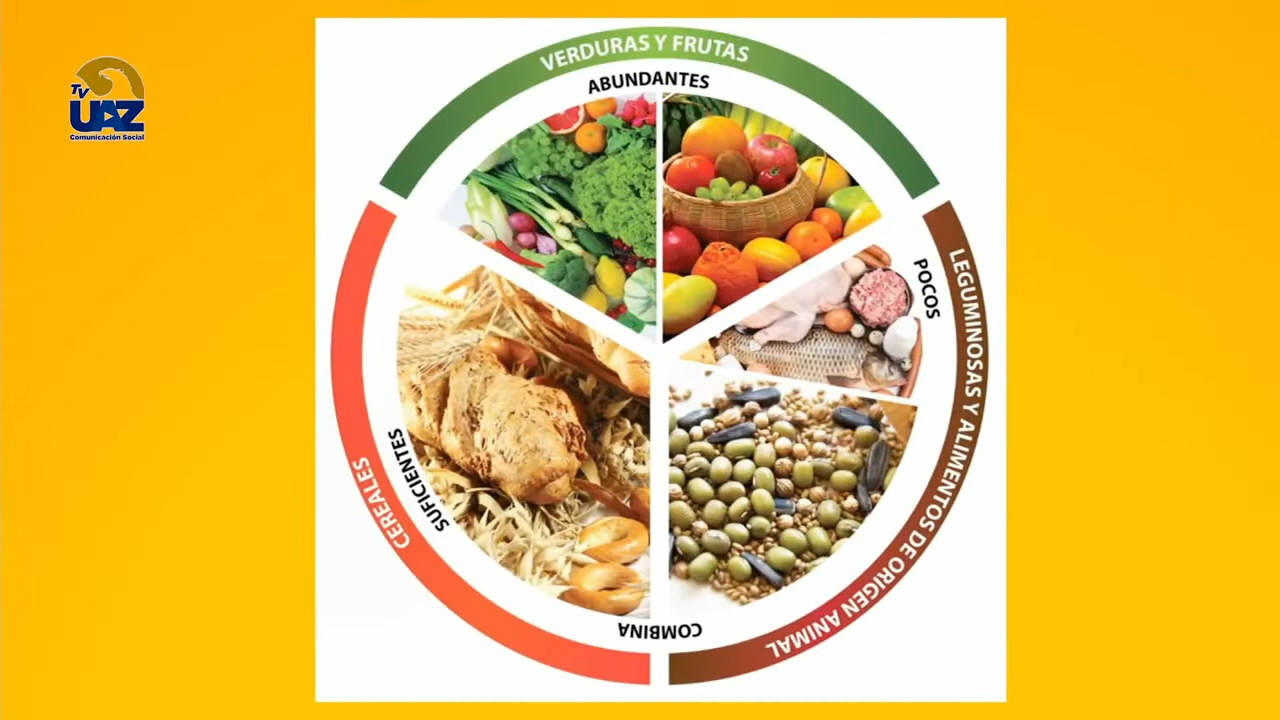 TV
UAZ
Comunicación Social
VERDURAS Y FRUTAS
ABUNDANTES
POCOS
LEGUMINOSAS Y ALIMENTOS DE ORIGEN ANIMAL
CEREALES
SUFICIENTES
COMBINA